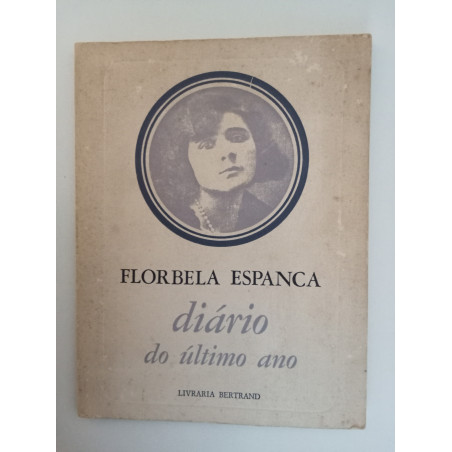 FLORBELA ESPANCA
diário
do último ano
LIVRARIA BERTRAND